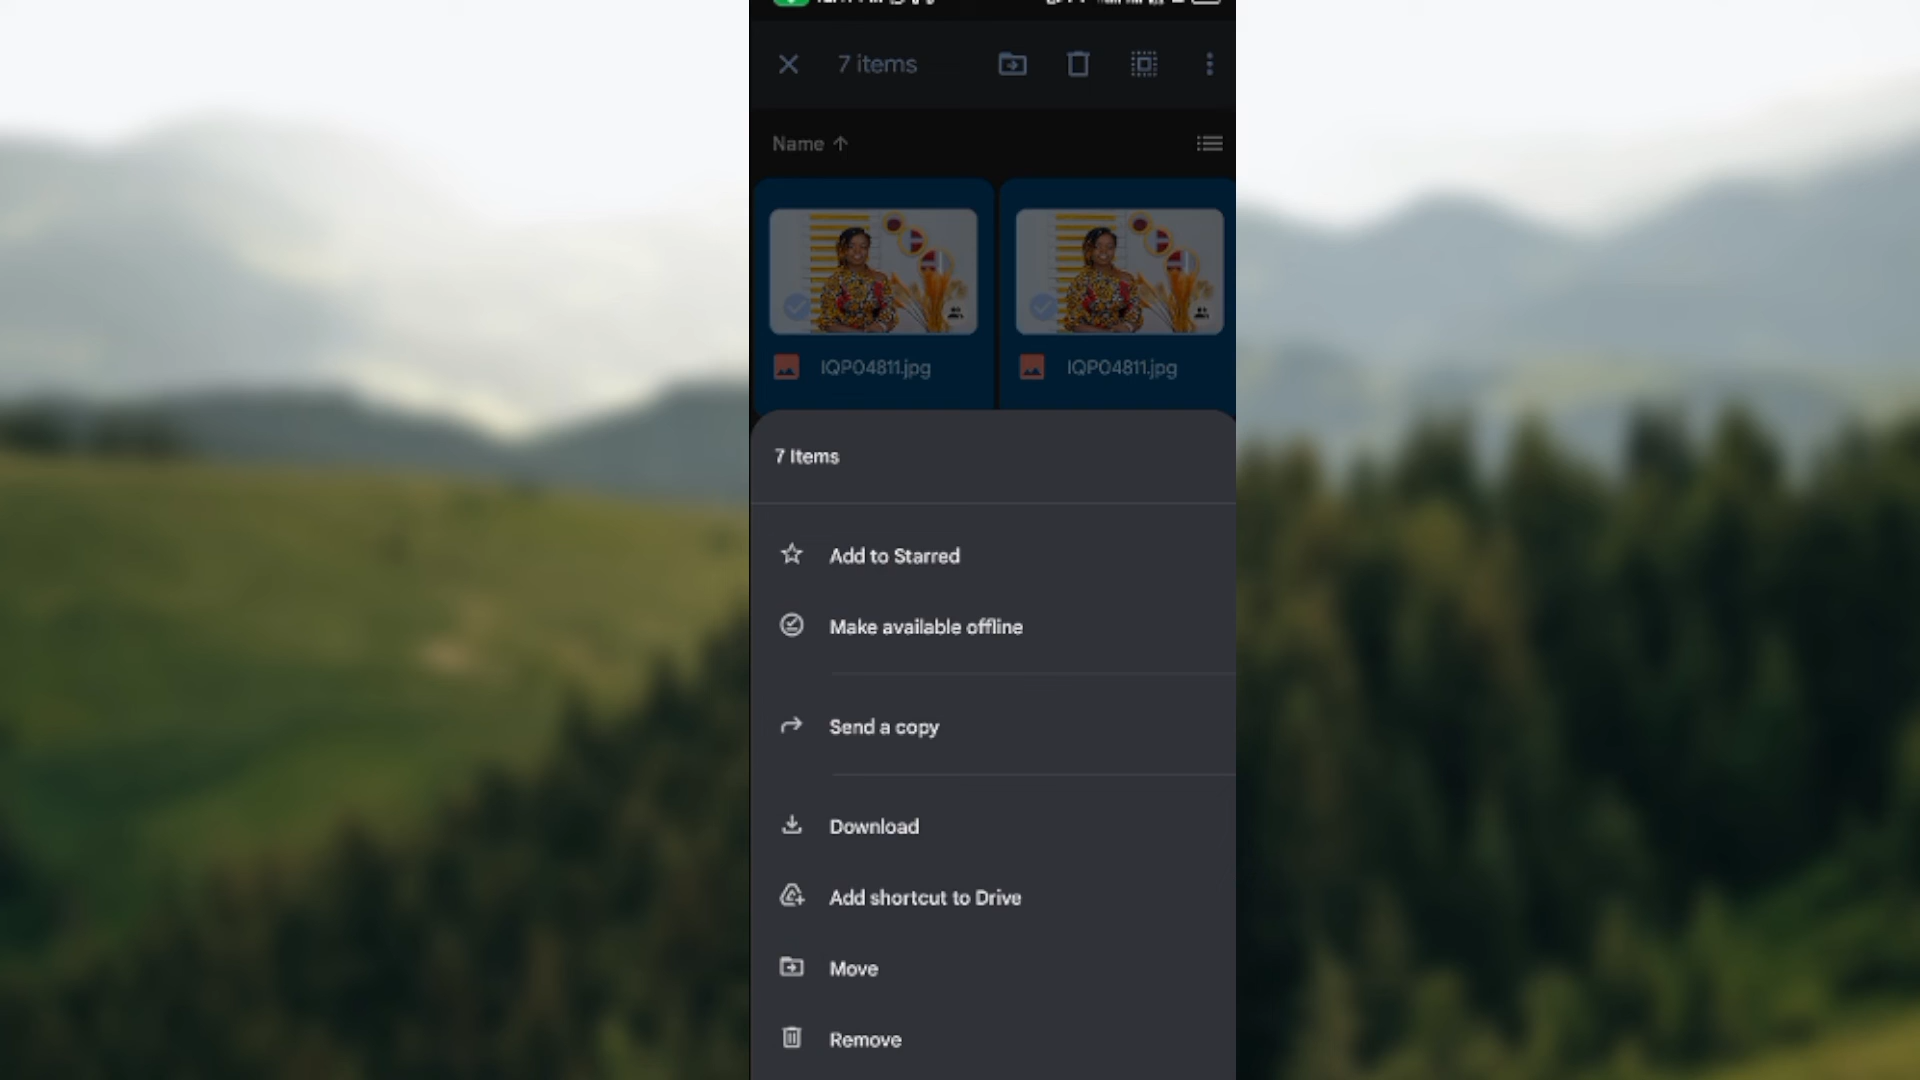 7 items
Name
IQP04811.jpg
IQP04811.jpg
7 Items
Add to Starred
Make available offline
Send a copy
Download
Add shortcut to Drive
Move
Remove